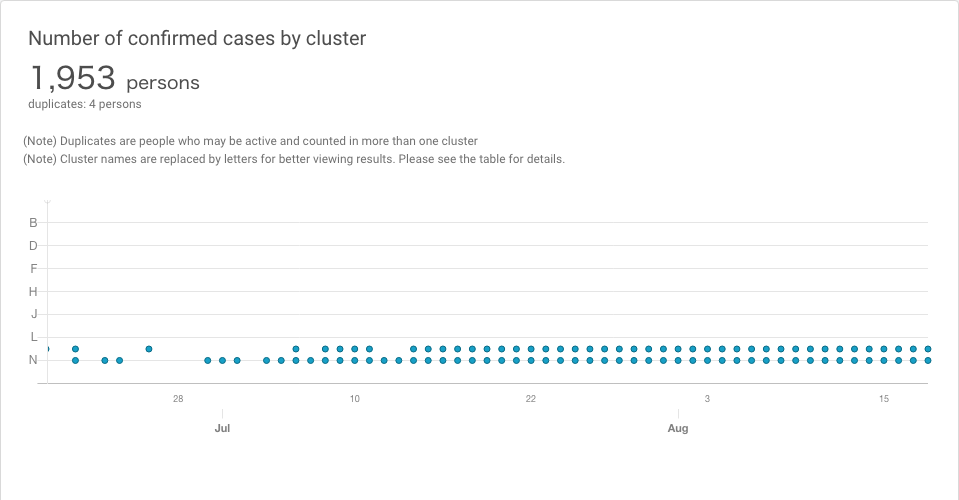 Number of confirmed cases by cluster
1,953 persons
duplicates: 4 persons
(Note) Duplicates are people who may be active and counted in more than one cluster
(Note) Cluster names are replaced by letters for better viewing results. Please see the table for details.
B
D
F
H
J
L
N
28 10 22 3 15
Jul Aug